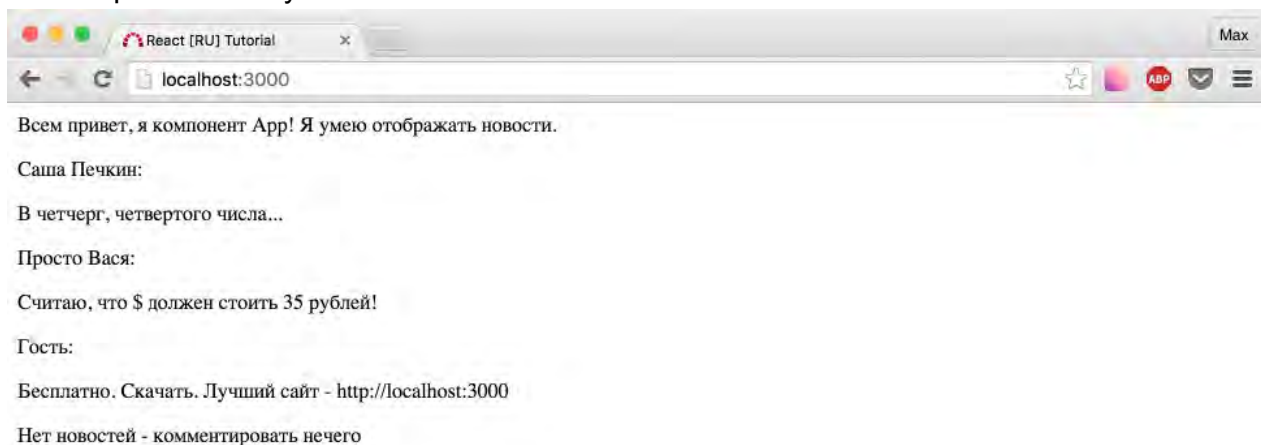 React [RU] Tutorial
Max
localhost:3000
ABP
Всем привет, я компонент App! Я умею отображать новости.
Саша Печкин:
В четчерг, четвертого числа...
Просто Вася:
Считаю, что $ должен стоить 35 рублей!
Гость:
Бесплатно. Скачать. Лучший сайт - http://localhost:3000
Нет новостей - комментировать нечего